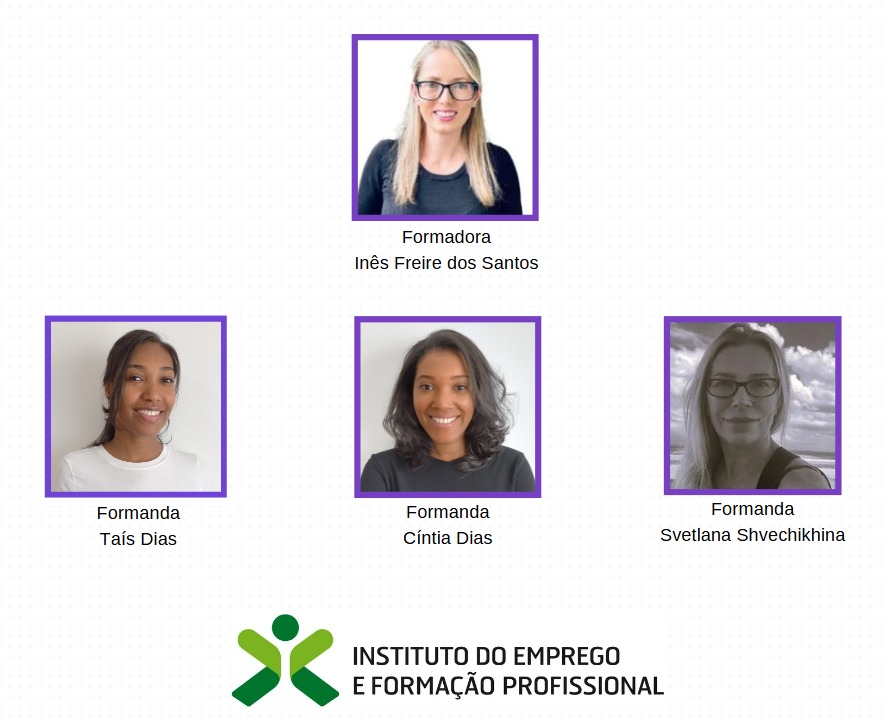 Formadora
Inês Freire dos Santos
Formanda
Taís Dias
Formanda
Cíntia Dias
Formanda
Svetlana Shvechikhina
INSTITUTO DO EMPREGO
E FORMAÇÃO PROFISSIONAL